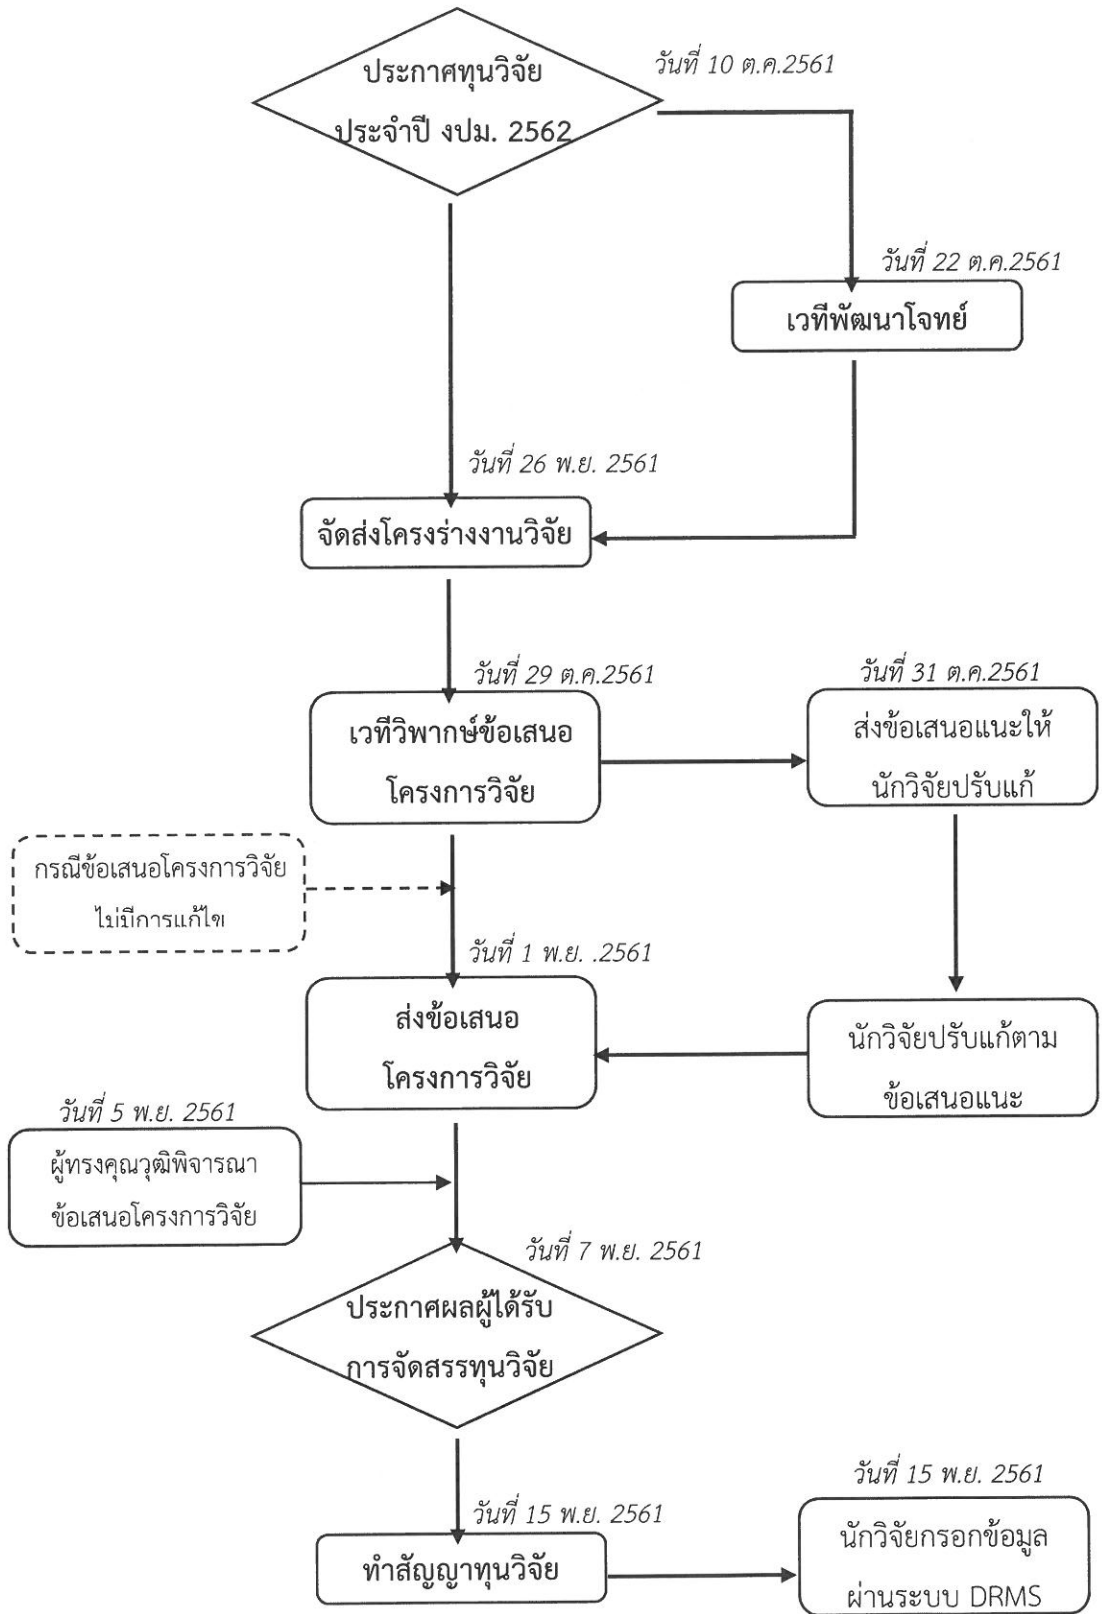 วันที่ 10 ต.ค.2561
ประกาศทุนวิจัย
ประจำปี งปม. 2562
วันที่ 22 ต.ค.2561
เวทีพัฒนาโจทย์
วันที่ 26 พ.ย. 2561
จัดส่งโครงร่างงานวิจัย
วันที่ 29 ต.ค.2561
เวทีวิพากษ์ข้อเสนอ
โครงการวิจัย
วันที่ 31 ต.ค.2561
ส่งข้อเสนอแนะให้
นักวิจัยปรับแก้
กรณีข้อเสนอโครงการวิจัย
ไม่มีการแก้ไข
วันที่ 1 พ.ย. .2561
ส่งข้อเสนอ
โครงการวิจัย
นักวิจัยปรับแก้ตาม
ข้อเสนอแนะ
วันที่ 5 พ.ย. 2561
ผู้ทรงคุณวุฒิพิจารณา
ข้อเสนอโครงการวิจัย
วันที่ 7 พ.ย. 2561
ประกาศผลผู้ได้รับ
การจัดสรรทุนวิจัย
วันที่ 15 พ.ย. 2561
ทำสัญญาทุนวิจัย
วันที่ 15 พ.ย. 2561
นักวิจัยกรอกข้อมูล
ผ่านระบบ DRMS